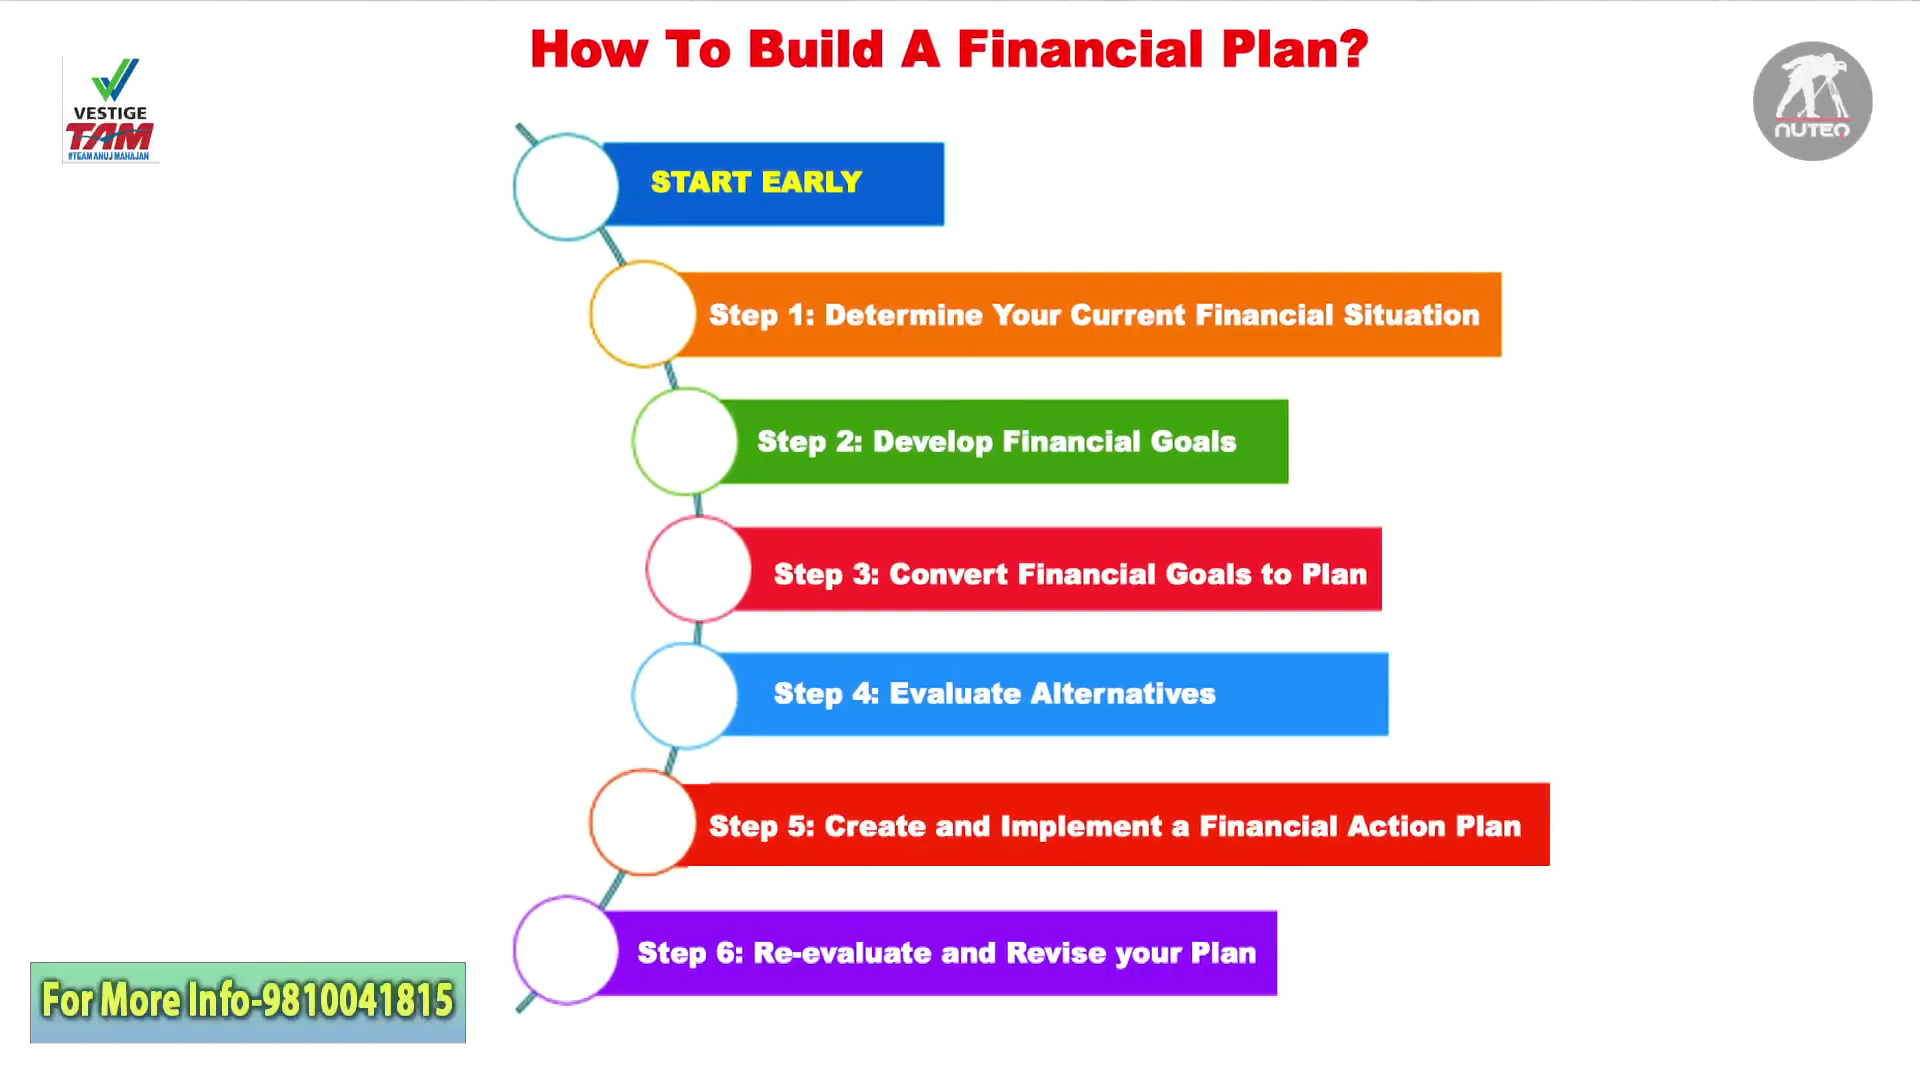 How To Build A Financial Plan?
VESTIGE
TAM
#TEAM ANUJ MAHAJAN
NUTEQ
START EARLY
Step 1: Determine Your Current Financial Situation
Step 2: Develop Financial Goals
Step 3: Convert Financial Goals to Plan
Step 4: Evaluate Alternatives
Step 5: Create and Implement a Financial Action Plan
Step 6: Re-evaluate and Revise your Plan
For More Info-9810041815